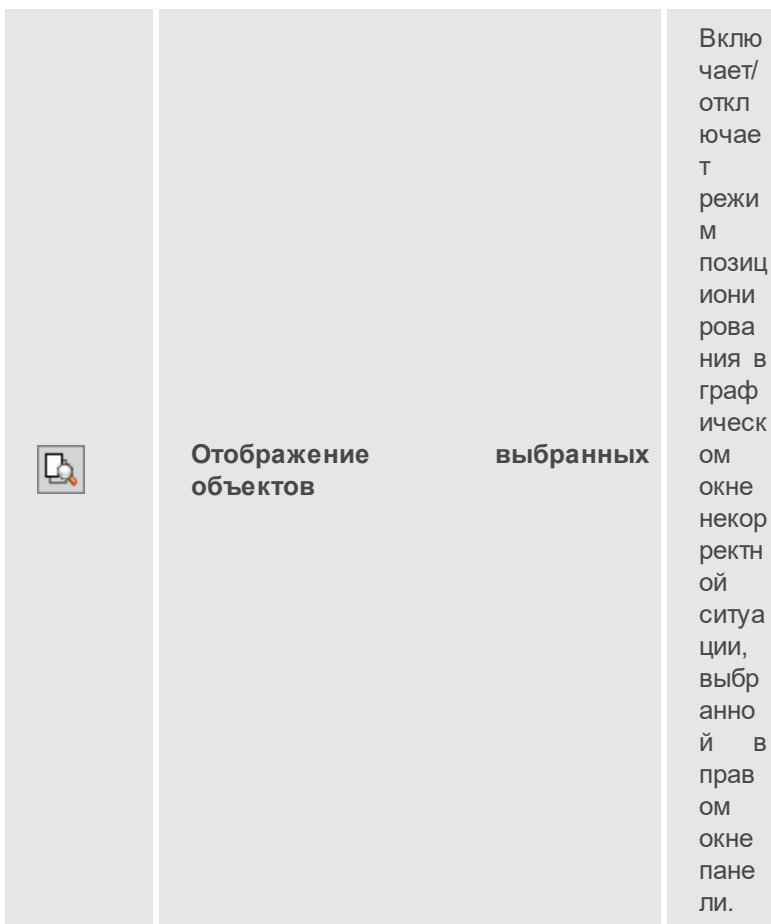 Отображение выбранных
объектов
Вклю
чает/
откл
ючае
т
режи
м
позиц
иони
рова
ния в
граф
ическ
ом
окне
некор
ректн
ой
ситуа
ции,
выбр
анно
й в
прав
ом
окне
пане
ли.